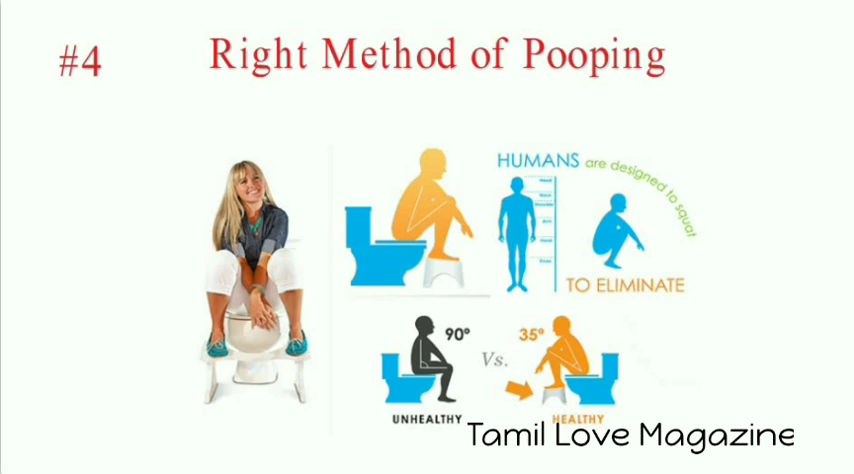 #4
Right Method of Pooping
HUMANS are designed to squat
TO ELIMINATE
90°
35°
Vs.
UNHEALTHY
HEALTHY
Tamil Love Magazine